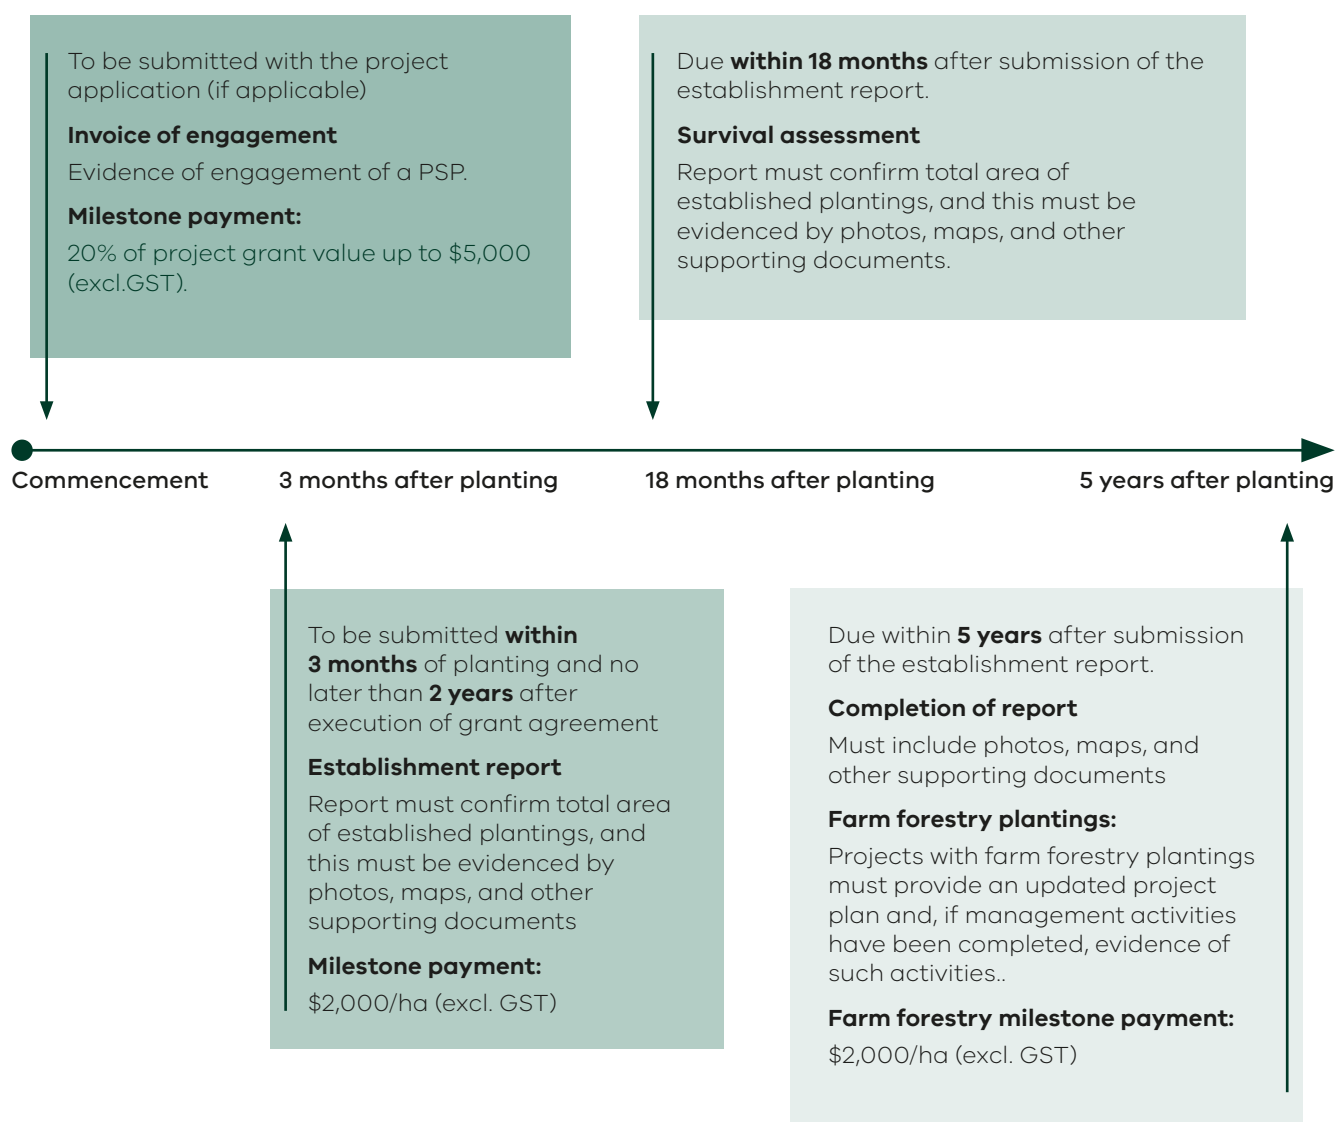 To be submitted with the project
application (if applicable)
Invoice of engagement
Evidence of engagement of a PSP.
Milestone payment:
20% of project grant value up to $5,000
(excl.GST).
Due within 18 months after submission of the
establishment report.
Survival assessment
Report must confirm total area of
established plantings, and this must be
evidenced by photos, maps, and other
supporting documents.
Commencement
3 months after planting
18 months after planting
5 years after planting
To be submitted within
3 months of planting and no
later than 2 years after
execution of grant agreement
Establishment report
Report must confirm total area
of established plantings, and
this must be evidenced by
photos, maps, and other
supporting documents
Milestone payment:
$2,000/ha (excl. GST)
Due within 5 years after submission
of the establishment report.
Completion of report
Must include photos, maps, and
other supporting documents
Farm forestry plantings:
Projects with farm forestry plantings
must provide an updated project
plan and, if management activities
have been completed, evidence of
such activities..
Farm forestry milestone payment:
$2,000/ha (excl. GST)